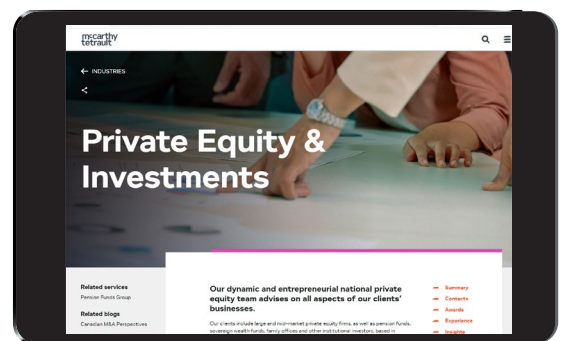 mccarthy
tetrault
← INDUSTRIES
Private Equity &
Investments
Related services
Pension Funds Group
Related blogs
Canadian M&A Perspectives
Our dynamic and entrepreneurial national private
equity team advises on all aspects of our clients'
businesses.
Our clients include large and mid-market private equity firms, as well as pension funds,
sovereign wealth funds, family offices and other institutional investors, based in
Summary
Contacts
Awards
Experience
Insights